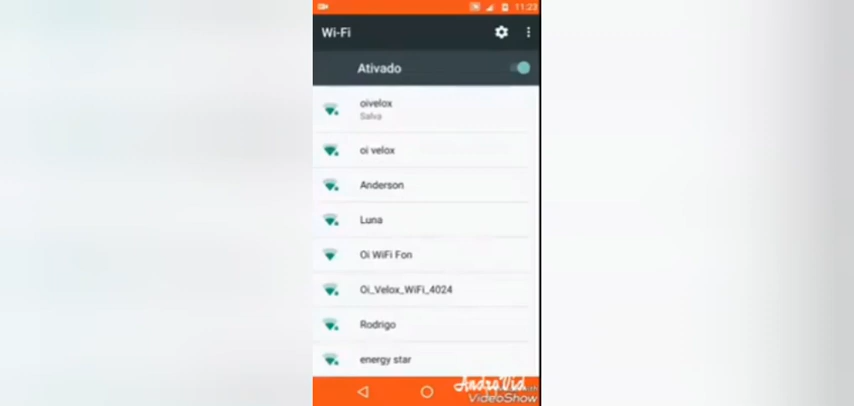 11:23
Wi-Fi
Ativado
oivelox
Salva
oi velox
Anderson
Luna
Oi WiFi Fon
Oi_Velox_WiFi_4024
Rodrigo
energy star
AndroVid
VideoShow